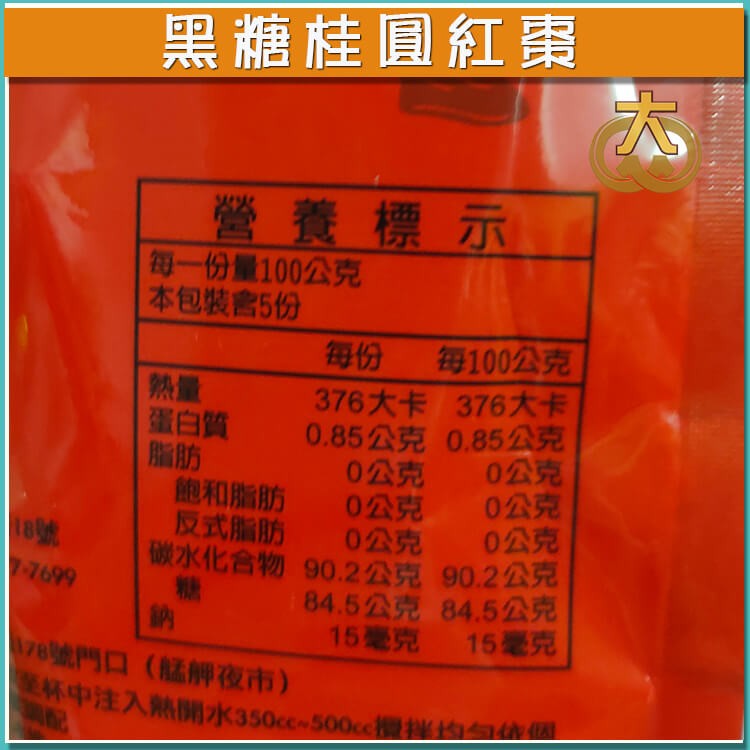 黑糖桂圓紅棗
大
營養標示
每一份量100公克
本包裝含5份
每份 每100公克
熱量 376大卡 376大卡
蛋白質 0.85公克 0.85公克
脂肪 0公克 0公克
飽和脂肪 0公克 0公克
反式脂肪 0公克 0公克
碳水化合物 90.2公克 90.2公克
糖 84.5公克 84.5公克
鈉 15毫克 15毫克
18號
7-7699
178號門口（艋舺夜市）
至杯中注入熱開水350cc~500cc攪拌均勻依個
調配